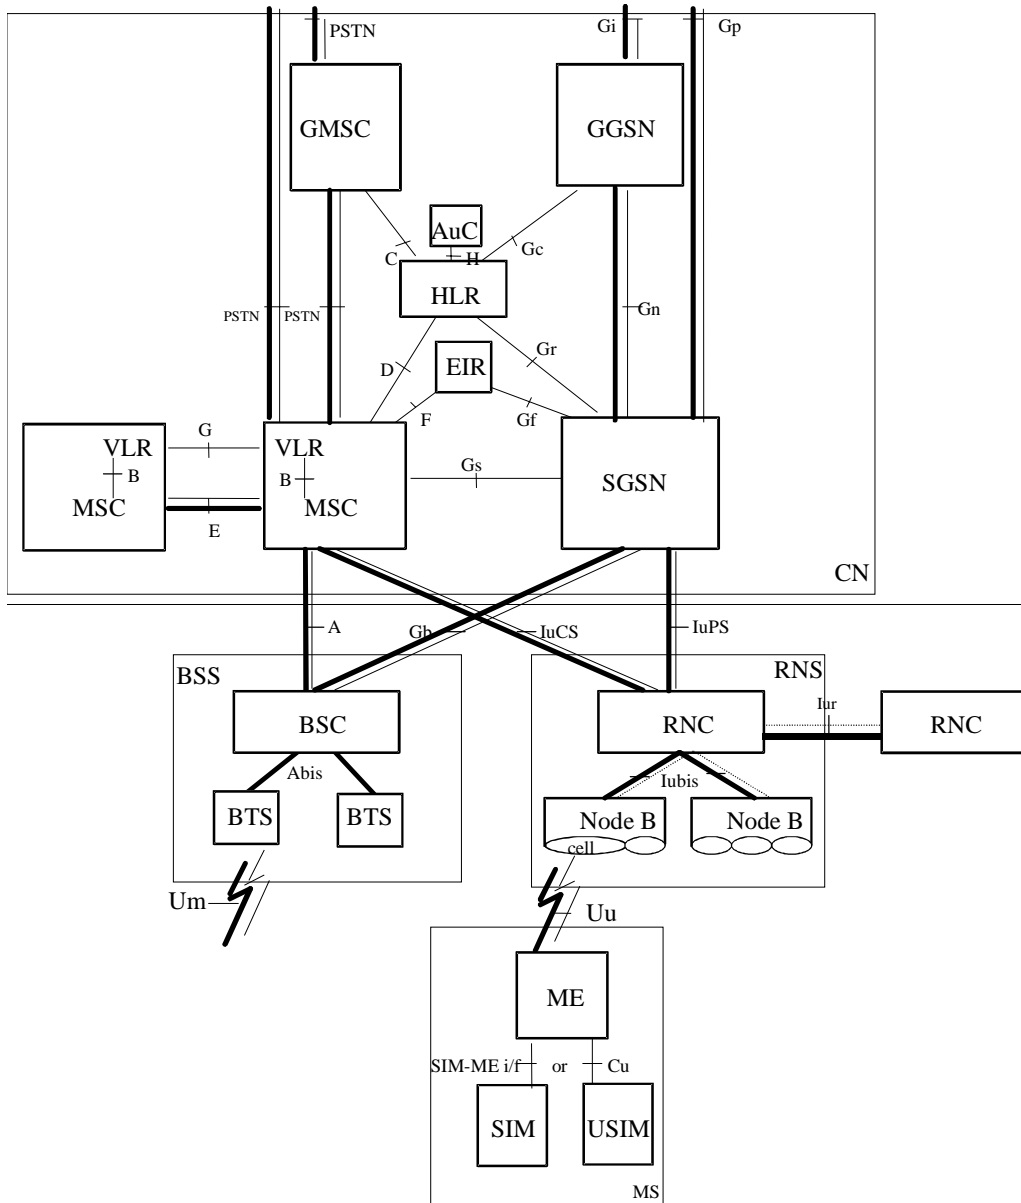 PSTN
Gi
Gp
GMSC
GGSN
AuC
C
H
Gc
HLR
PSTN
PSTN
Gn
D
EIR
Gr
F
Gf
G
VLR
VLR
B
B
Gs
SGSN
MSC
MSC
E
CN
A
Gb
IuCS
IuPS
BSS
RNS
BSC
RNC
Iur
RNC
Abis
Iubis
BTS
BTS
Node B
Node B
cell
Um
Uu
ME
SIM-ME i/f
or
Cu
SIM
USIM
MS